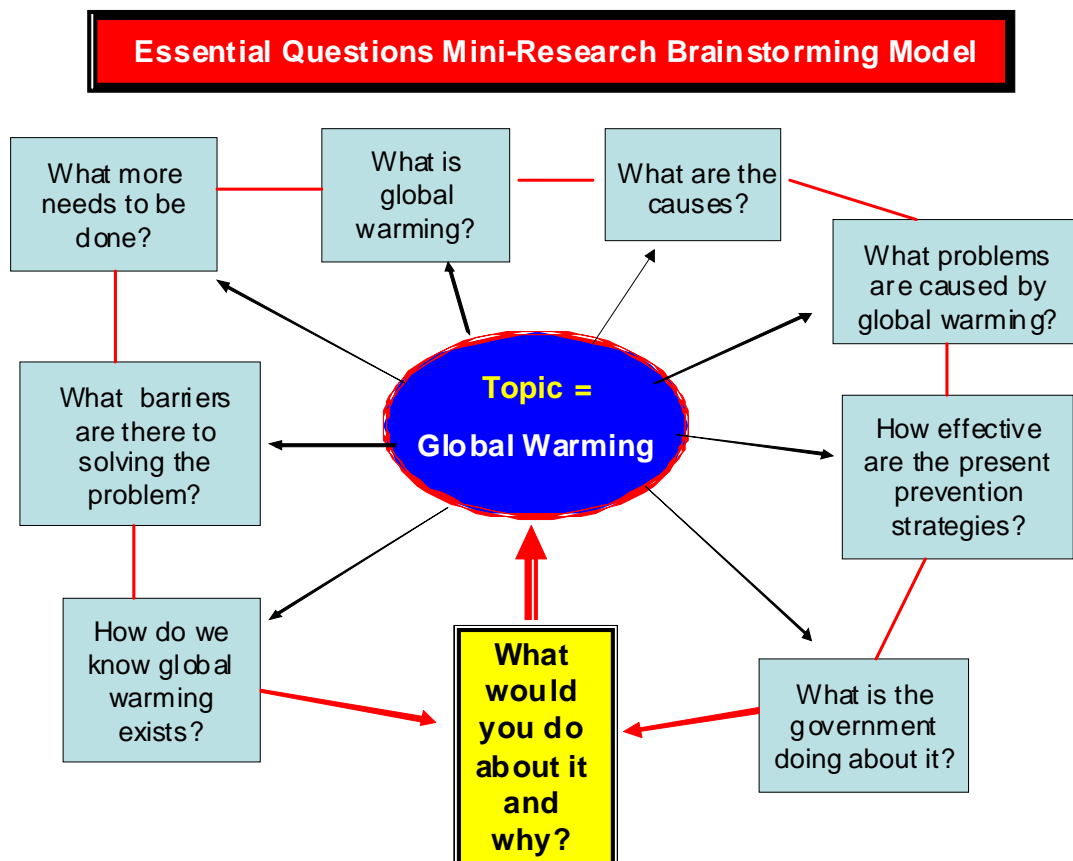 Essential Questions Mini-Research Brainstorming Model
What more
needs to be
done?
What is
global
warming?
What are the
causes?
What problems
are caused by
global warming?
Topic =
Global Warming
What barriers
are there to
solving the
problem?
How effective
are the present
prevention
strategies?
How do we
know global
warming
exists?
What
would
you do
about it
and
why?
What is the
government
doing about it?